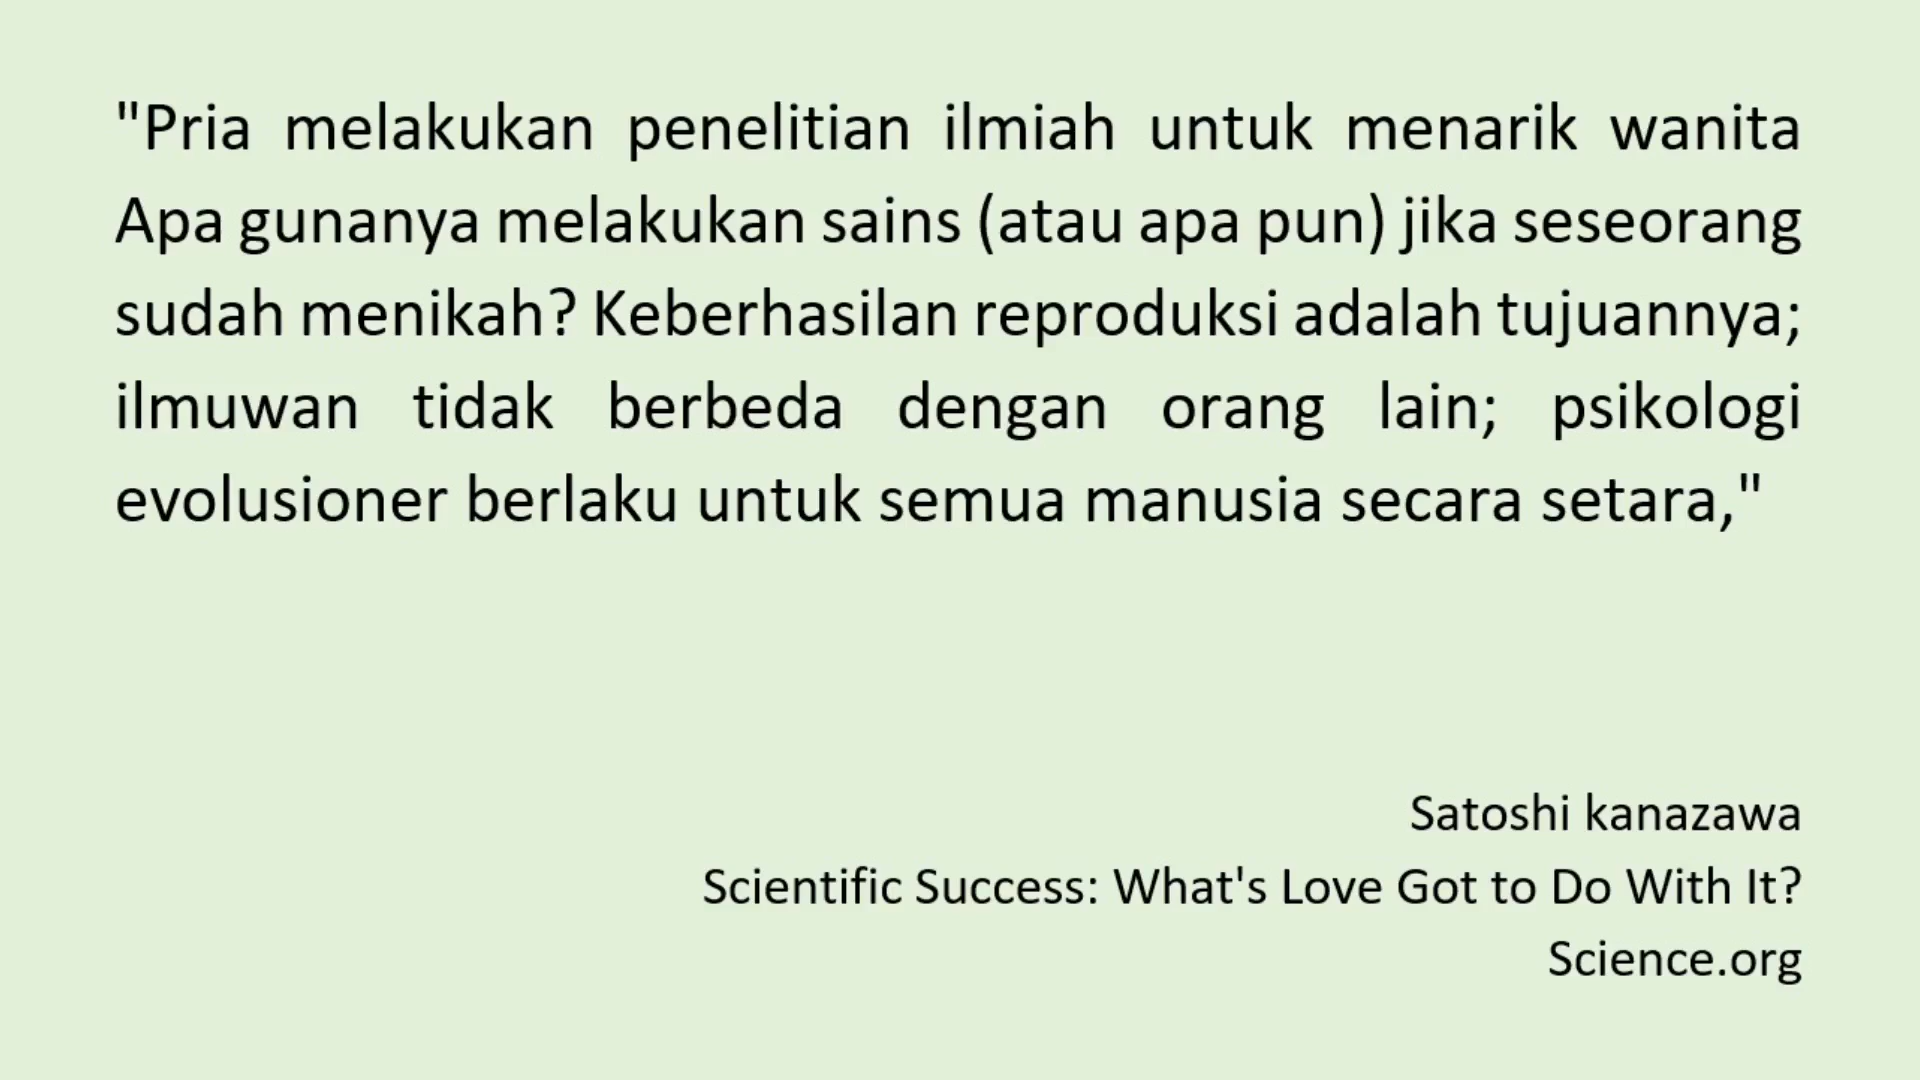 "Pria melakukan penelitian ilmiah untuk menarik wanita
Apa gunanya melakukan sains (atau apa pun) jika seseorang
sudah menikah? Keberhasilan reproduksi adalah tujuannya;
ilmuwan tidak berbeda dengan orang lain; psikologi
evolusioner berlaku untuk semua manusia secara setara,"
Satoshi kanazawa
Scientific Success: What's Love Got to Do With It?
Science.org